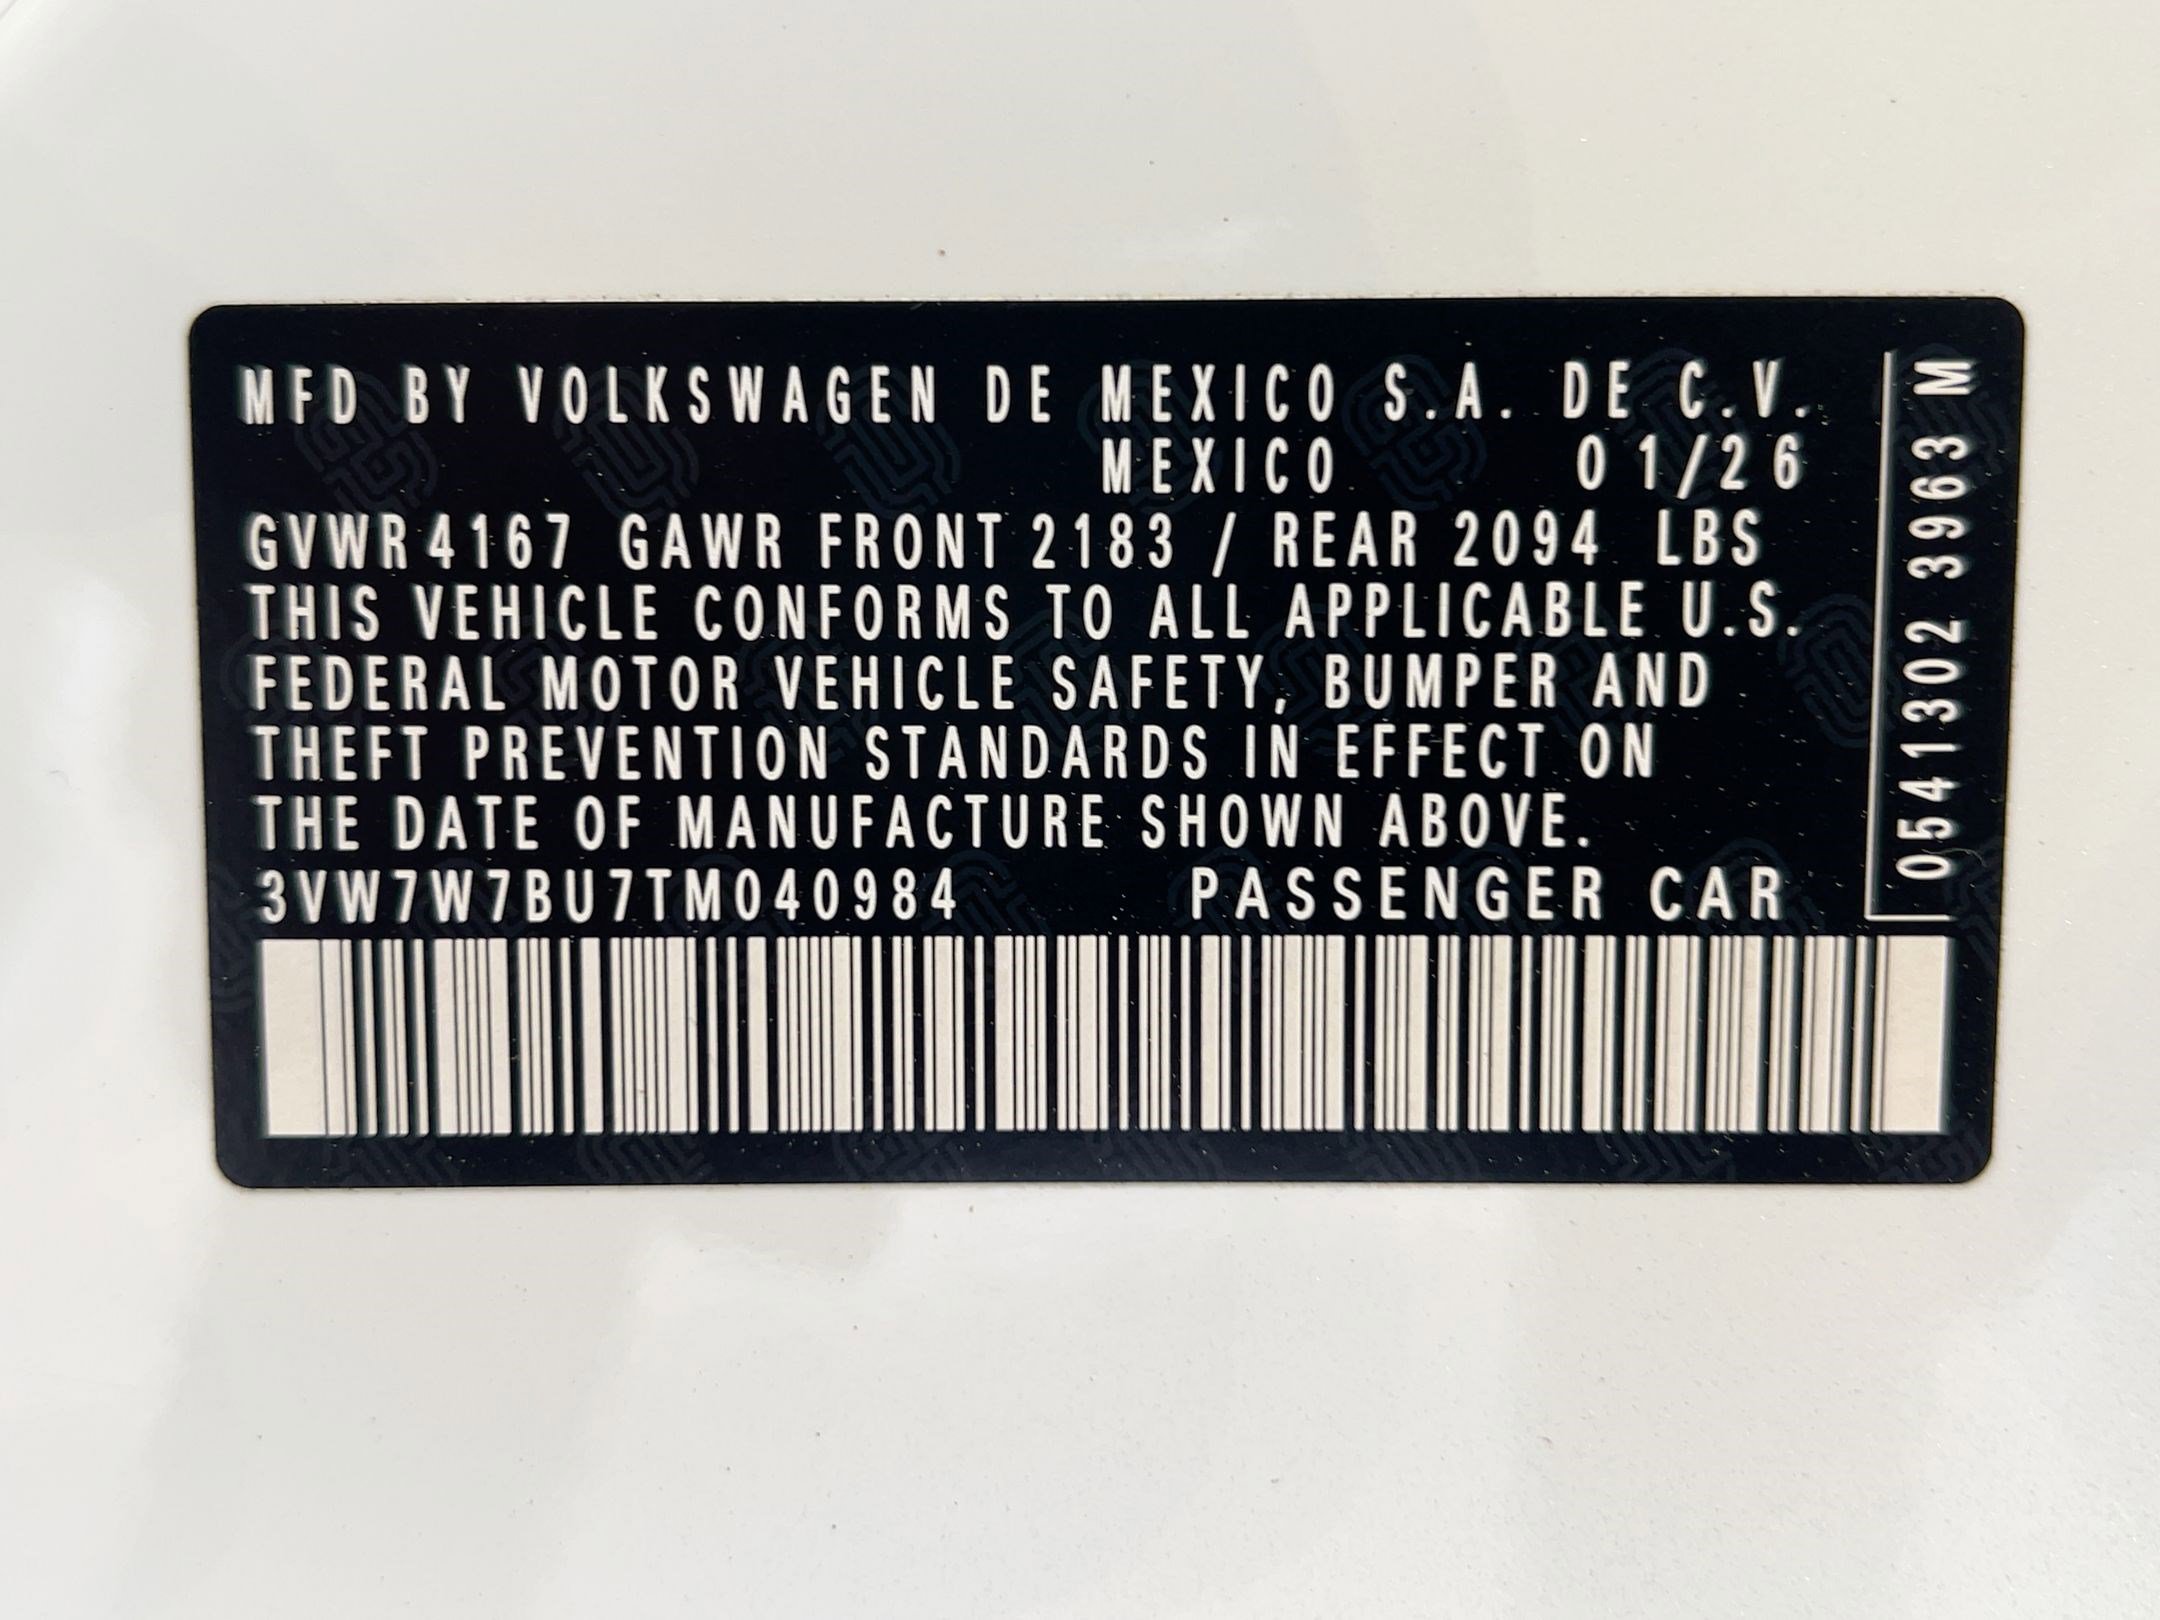 MFD BY VOLKSWAGEN DE MEXICO S.A. DE C.V.
MEXICO 01/26
GVWR 4167 GAWR FRONT 2183 / REAR 2094 LBS
THIS VEHICLE CONFORMS TO ALL APPLICABLE U.S.
FEDERAL MOTOR VEHICLE SAFETY, BUMPER AND
THEFT PREVENTION STANDARDS IN EFFECT ON
THE DATE OF MANUFACTURE SHOWN ABOVE.
3VW7W7BU7TM040984 PASSENGER CAR
0541302 3963 M